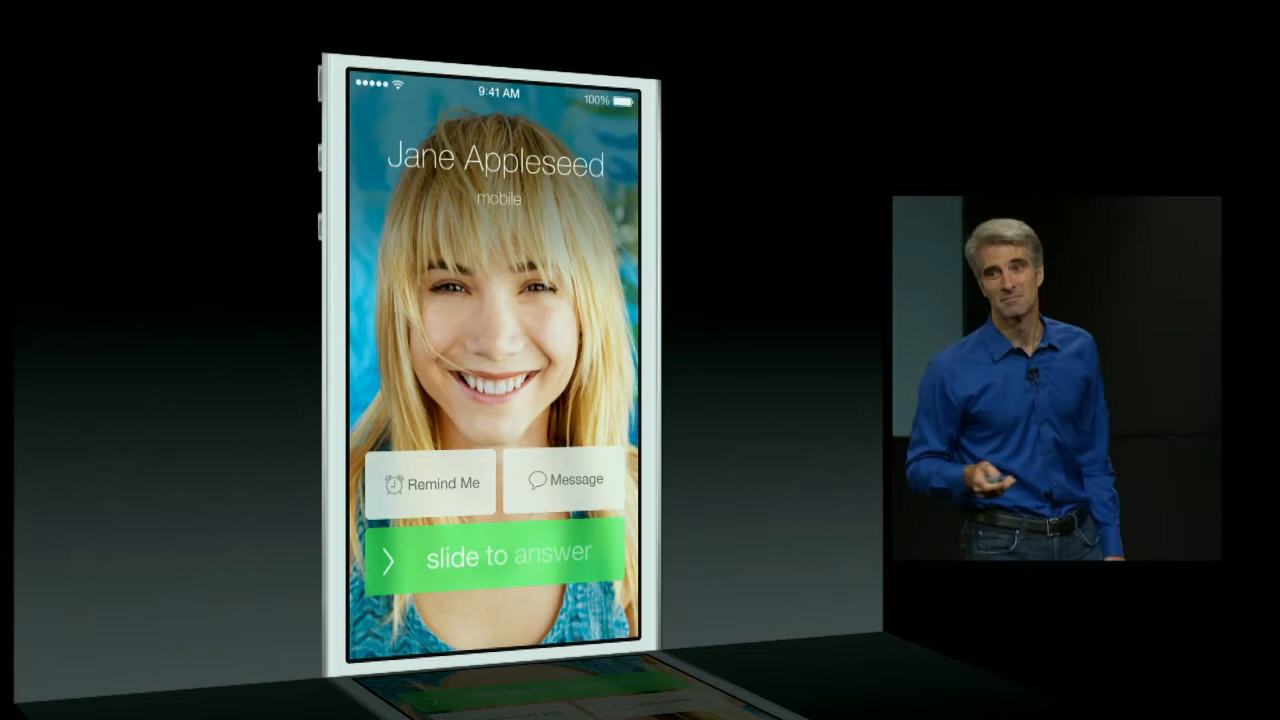 9:41 AM
100%
Jane Appleseed
mobile
Remind Me
Message
slide to answer